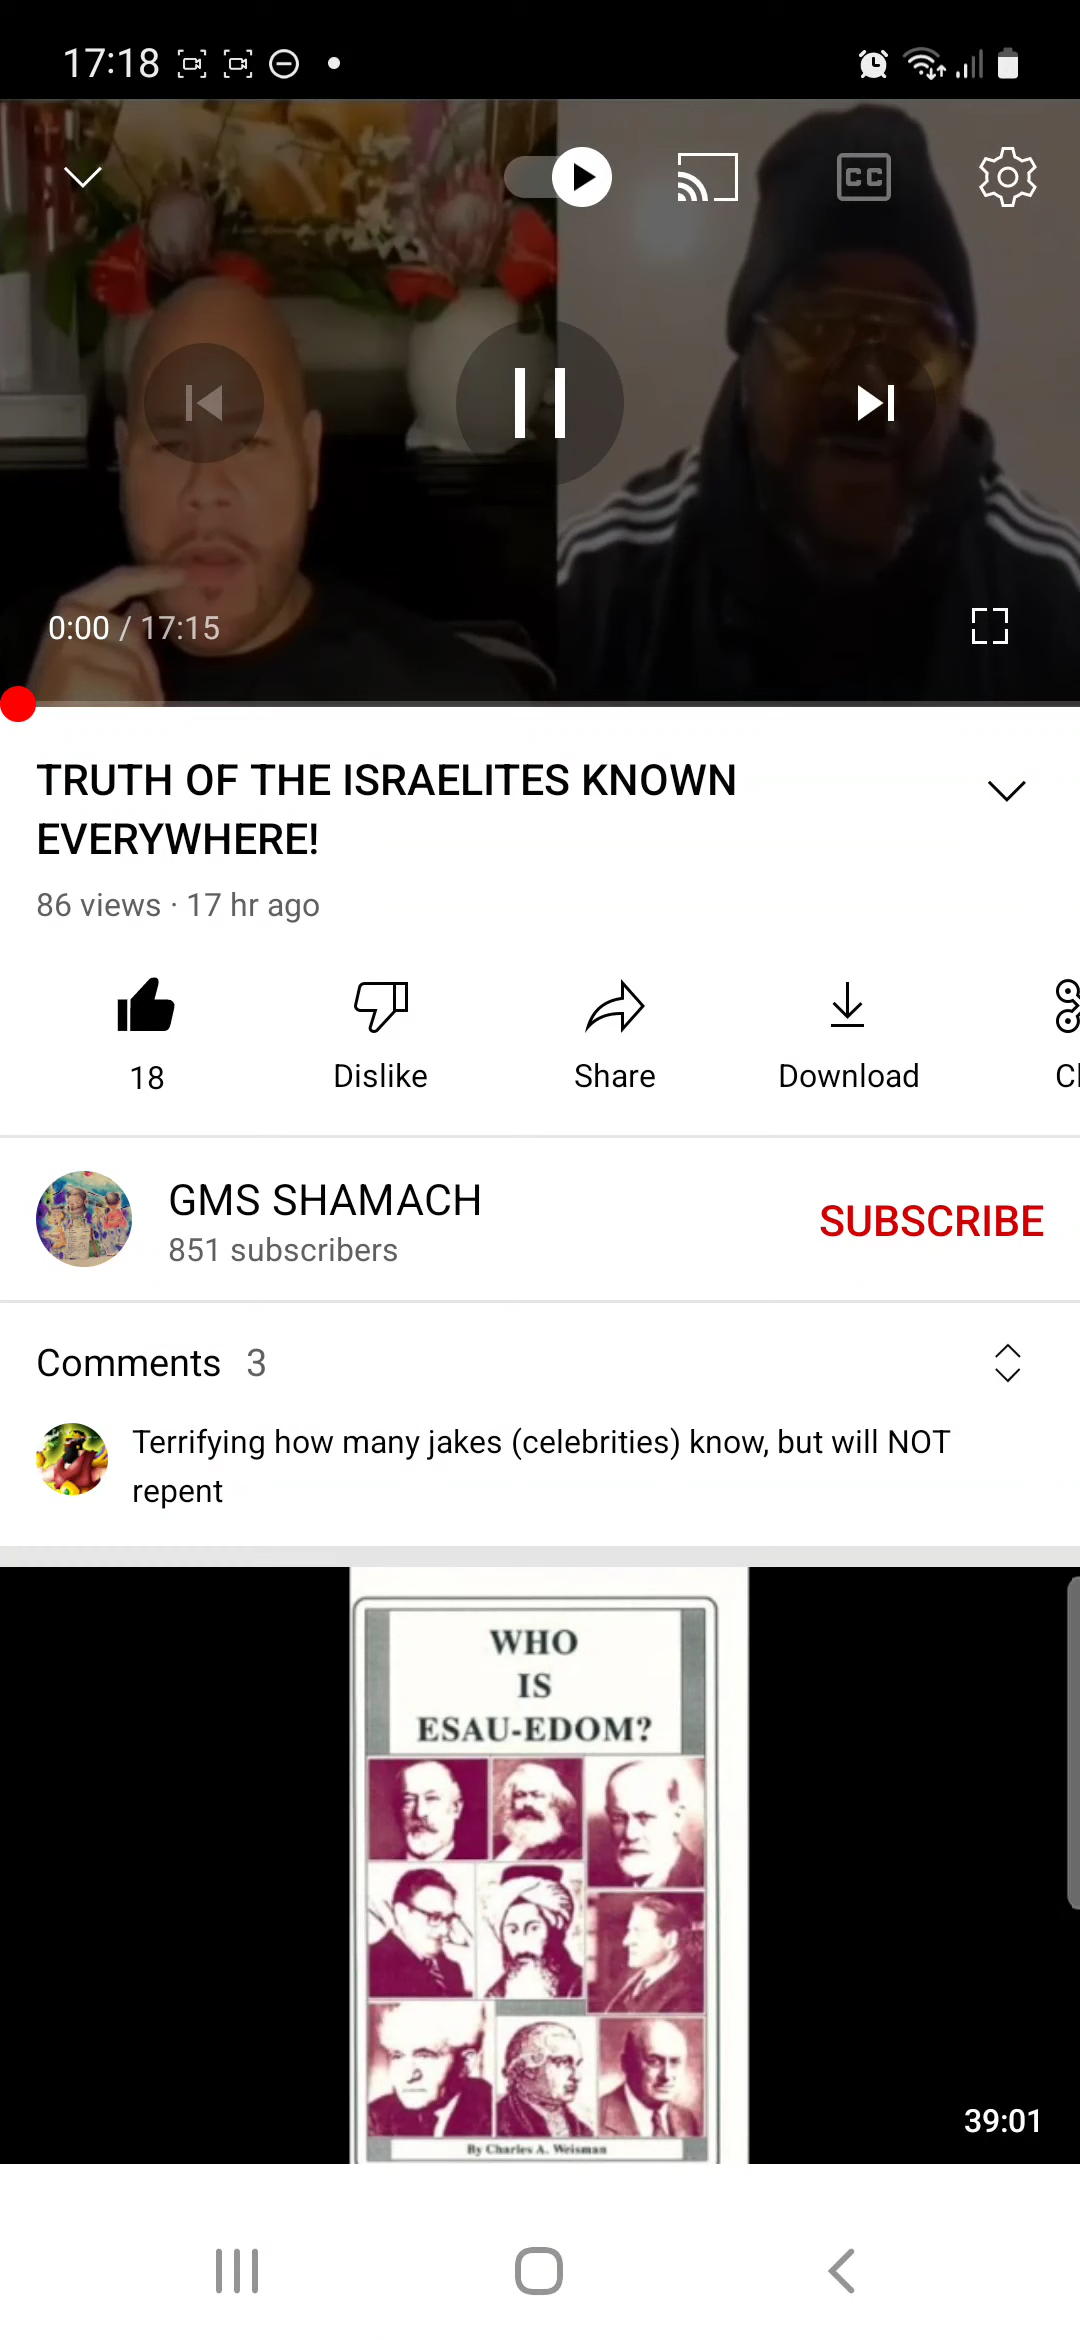 17:18
CC
0:00 / 17:15
TRUTH OF THE ISRAELITES KNOWN
EVERYWHERE!
86 views · 17 hr ago
18
Dislike
Share
Download
Cl
GMS SHAMACH
851 subscribers
SUBSCRIBE
Comments 3
Terrifying how many jakes (celebrities) know, but will NOT
repent
WHO
IS
ESAU-EDOM?
By Charles A. Weisman
39:01